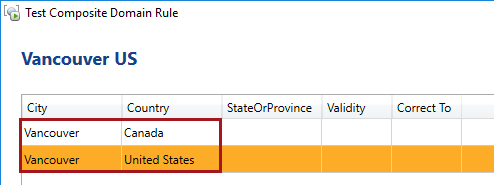 Test Composite Domain Rule
Vancouver US
City Country StateOrProvince Validity Correct To
Vancouver Canada
Vancouver United States